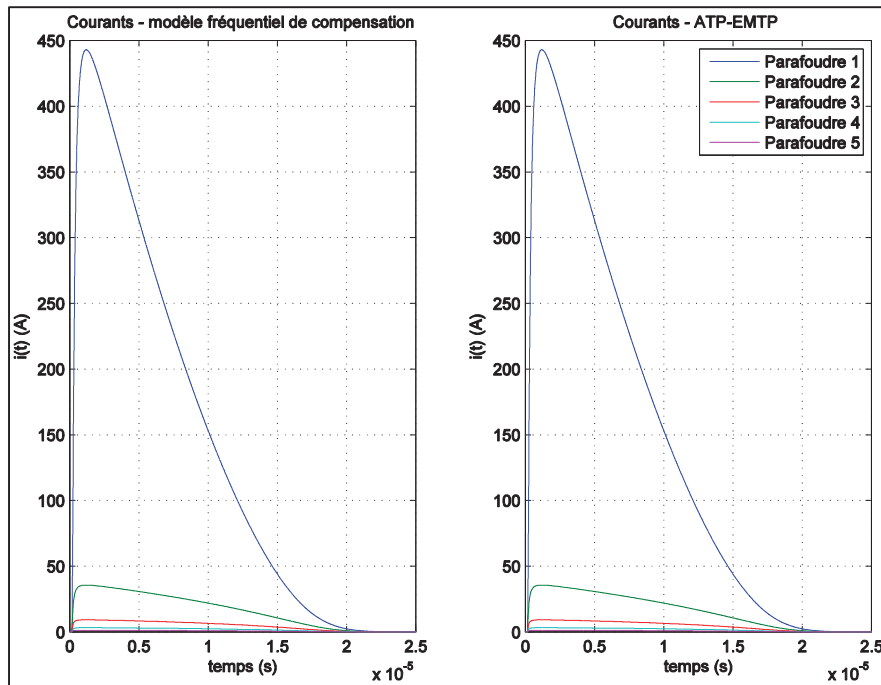 Courants - modèle fréquentiel de compensation
450
400
350
300
250
200
150
100
50
0
i(t) (A)
0
0.5
1
1.5
2
2.5
temps (s)
x 10⁻⁵
Courants - ATP-EMTP
450
400
350
300
250
200
150
100
50
0
i(t) (A)
0
0.5
1
1.5
2
2.5
temps (s)
x 10⁻⁵
Parafoudre 1
Parafoudre 2
Parafoudre 3
Parafoudre 4
Parafoudre 5